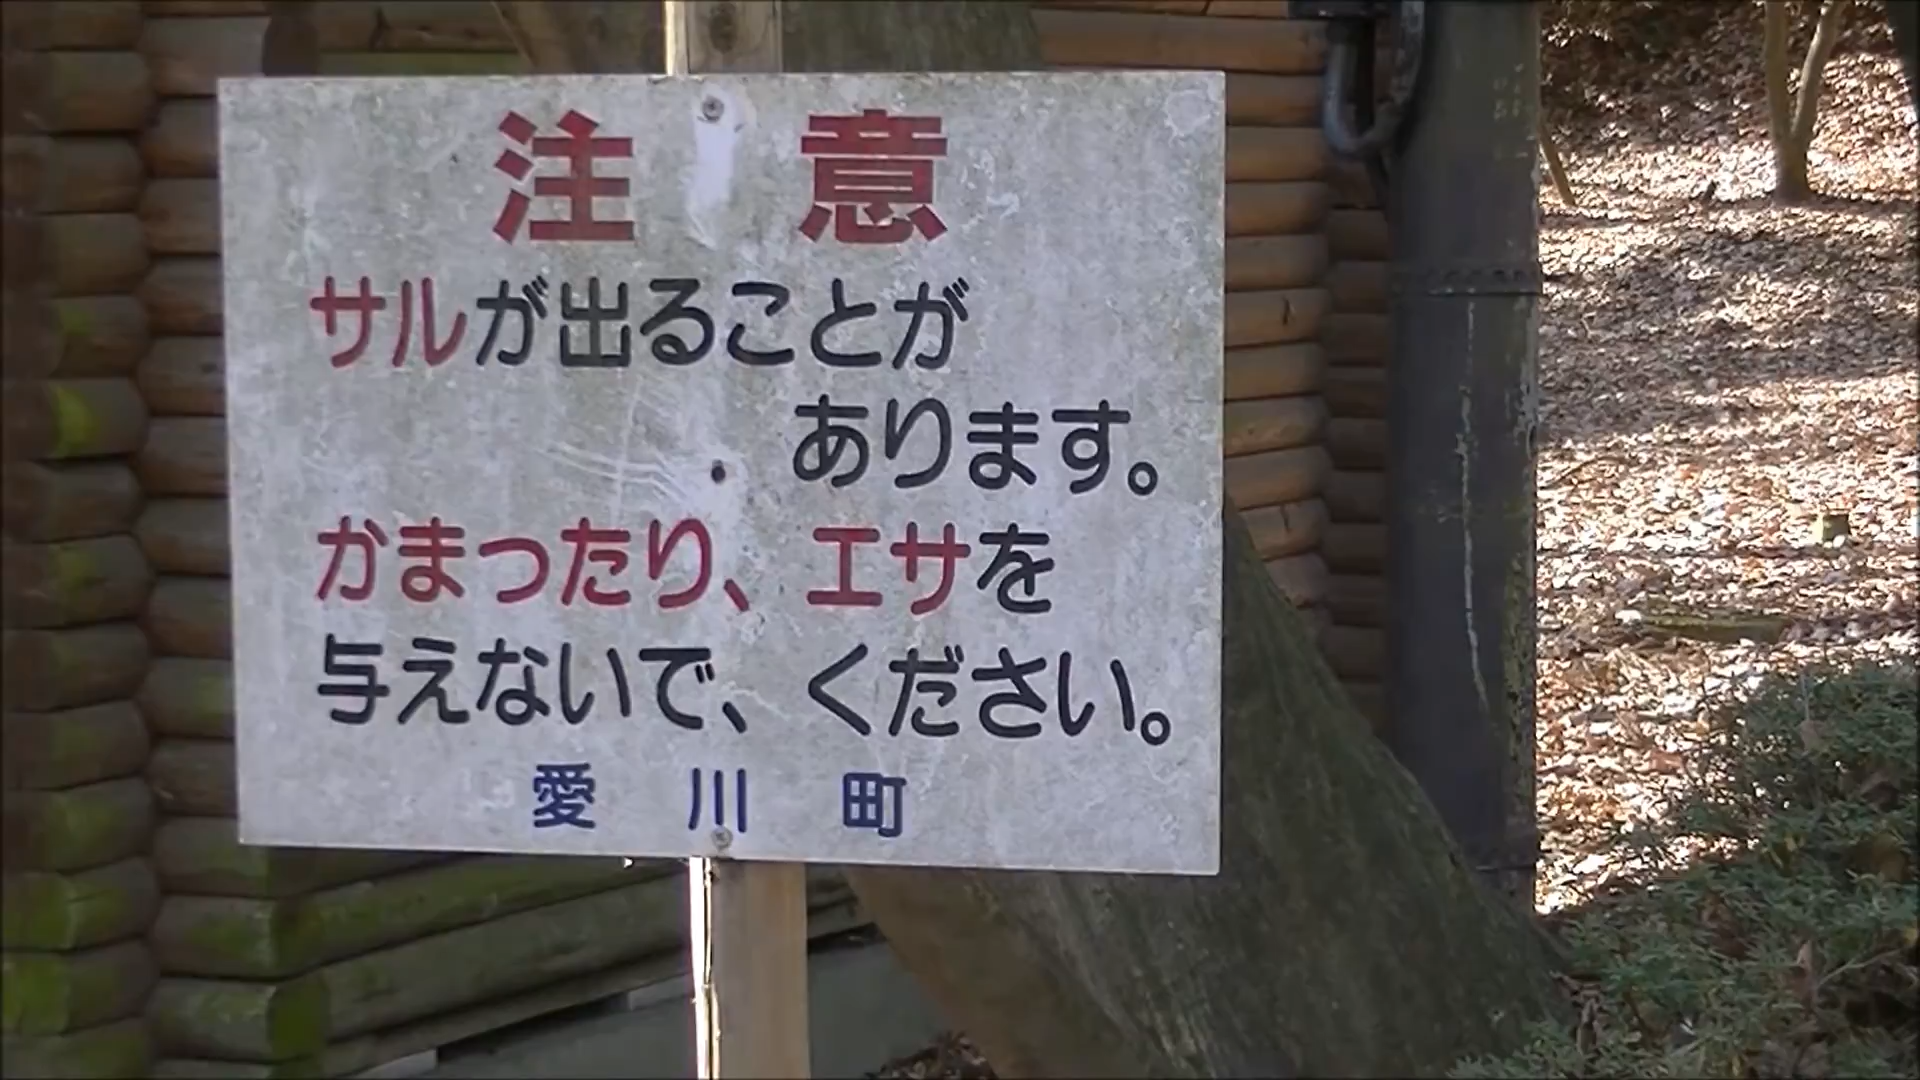 注意
サルが出ることが
あります。
かまったり、エサを
与えないで、ください。
愛川町